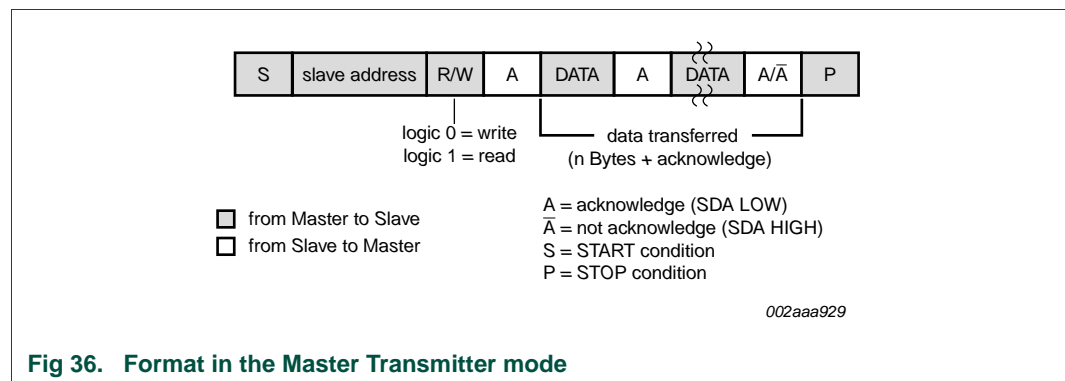 S slave address R/W A DATA A DATA A/A̅ P
logic 0 = write
logic 1 = read
data transferred
(n Bytes + acknowledge)
from Master to Slave
from Slave to Master
A = acknowledge (SDA LOW)
A̅ = not acknowledge (SDA HIGH)
S = START condition
P = STOP condition
002aaa929
Fig 36. Format in the Master Transmitter mode